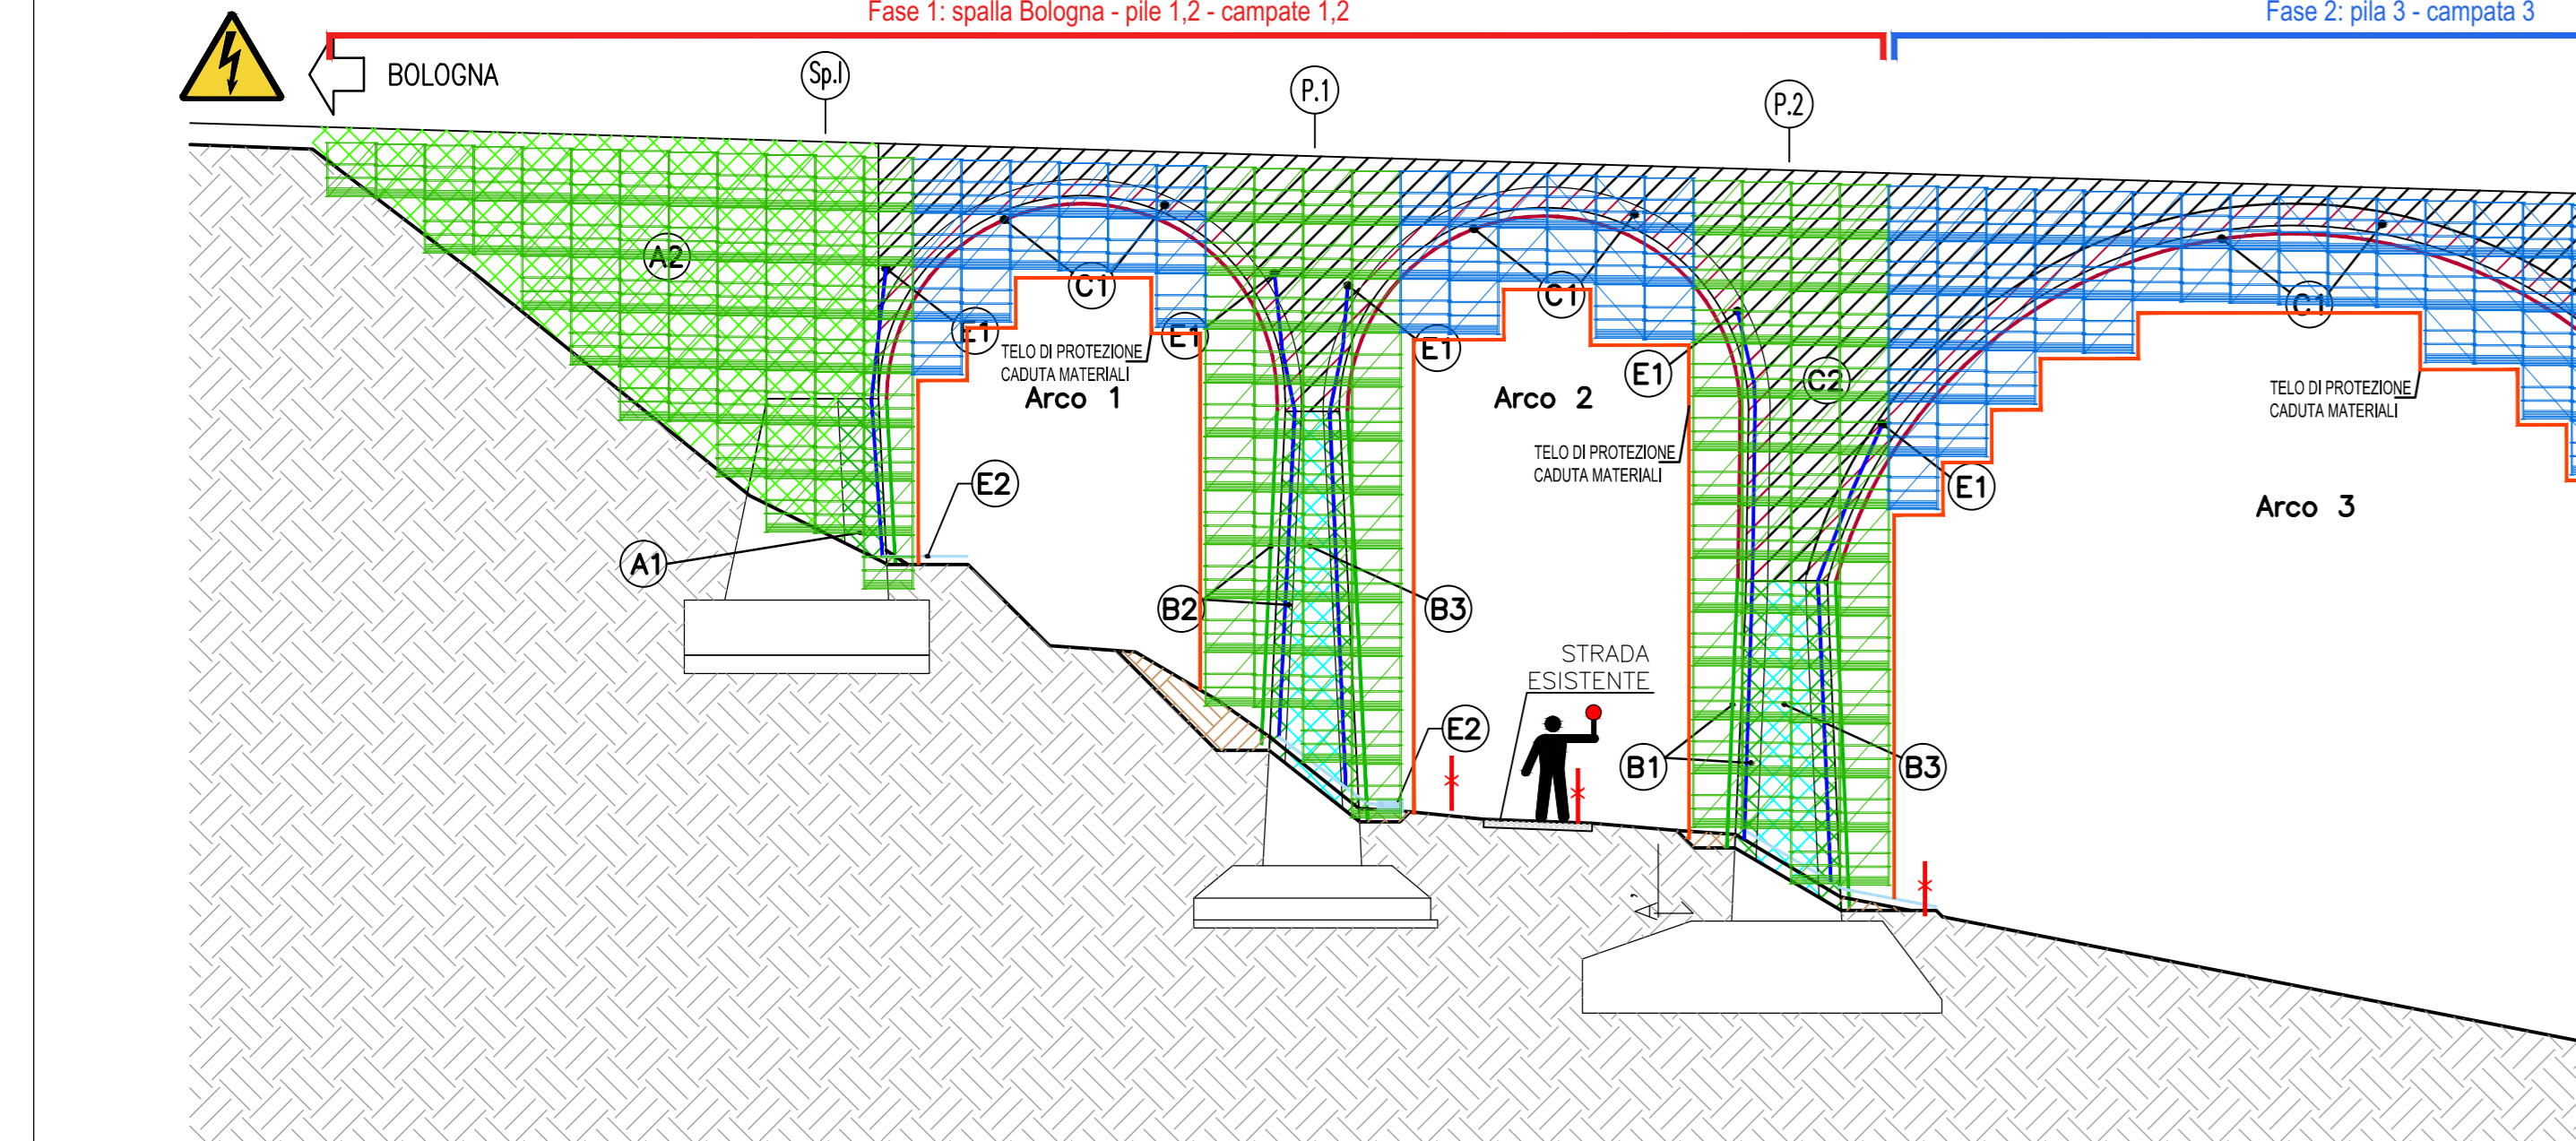 Fase 1: spalla Bologna - pile 1,2 - campate 1,2
Fase 2: pila 3 - campata 3
BOLOGNA
Sp.I
P.1
P.2
A2
C1
C1
C1
E1
E1
E1
E1
C2
E1
TELO DI PROTEZIONE
CADUTA MATERIALI
Arco 1
Arco 2
TELO DI PROTEZIONE
CADUTA MATERIALI
TELO DI PROTEZIONE
CADUTA MATERIALI
Arco 3
E2
A1
B2
B3
STRADA
ESISTENTE
E2
B1
B3
A